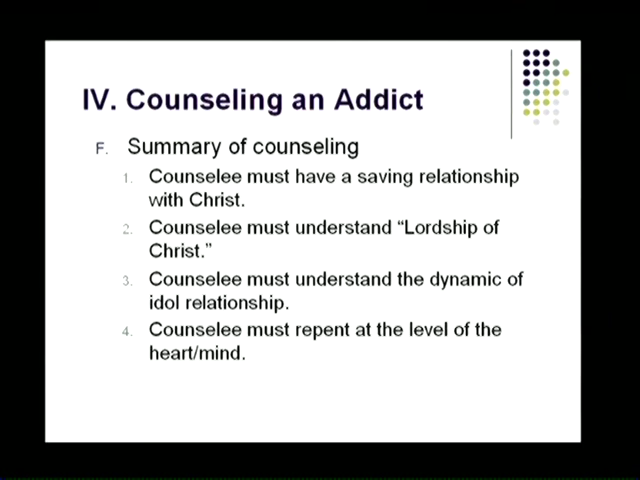 IV. Counseling an Addict
F. Summary of counseling
1. Counselee must have a saving relationship
with Christ.
2. Counselee must understand “Lordship of
Christ.”
3. Counselee must understand the dynamic of
idol relationship.
4. Counselee must repent at the level of the
heart/mind.